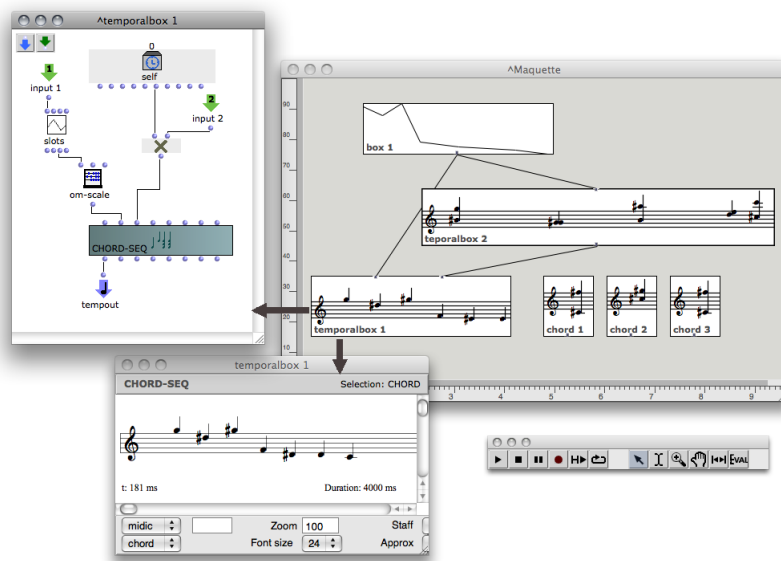 ^temporalbox 1
0
self
1
input 1
2
input 2
slots
om-scale
CHORD-SEQ
tempout
^Maquette
90
80
70
60
50
40
30
20
10
box 1
teporalbox 2
temporalbox 1
chord 1
chord 2
chord 3
3 4 5 6 7 8 9
temporalbox 1
CHORD-SEQ Selection: CHORD
t: 181 ms Duration: 4000 ms
midic Zoom 100 Staff
chord Font size 24 Approx
EVAL